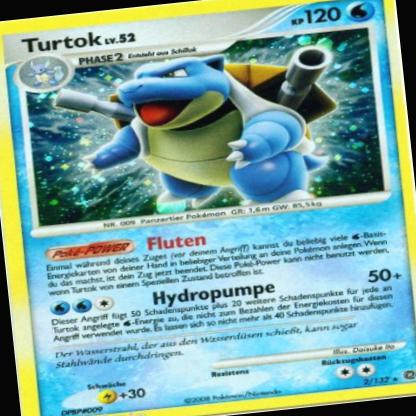 Turtok LV.52
KP 120
PHASE 2 Entsteht aus Schillok
NR. 009 Panzertier Pokémon GR: 1,6m GW: 85,5kg
Poké-POWER Fluten
Einmal während deines Zuges (vor deinem Angriff) kannst du beliebig viele -Basis-
Energiekarten von deiner Hand in beliebiger Verteilung an deine Pokémon anlegen. Wenn
du das machst, ist dein Zug jetzt beendet. Diese Poké-Power kann nicht benutzt werden,
wenn Turtok von einem Speziellen Zustand betroffen ist.
Hydropumpe 50+
Dieser Angriff fügt 50 Schadenspunkte plus 20 weitere Schadenspunkte für jede an
Turtok angelegte -Energie zu, die nicht zum Bezahlen der Energiekosten für diesen
Angriff verwendet wurde. Es lassen sich so nicht mehr als 40 Schadenspunkte hinzufügen.
Der Wasserstrahl, der aus den Wasserdüsen schießt, kann sogar
Stahlwände durchdringen.
Illus. Daisuke Ito
Schwäche
Resistenz
Rückzugskosten
+30
DPBP#009
©2008 Pokémon/Nintendo
2/132